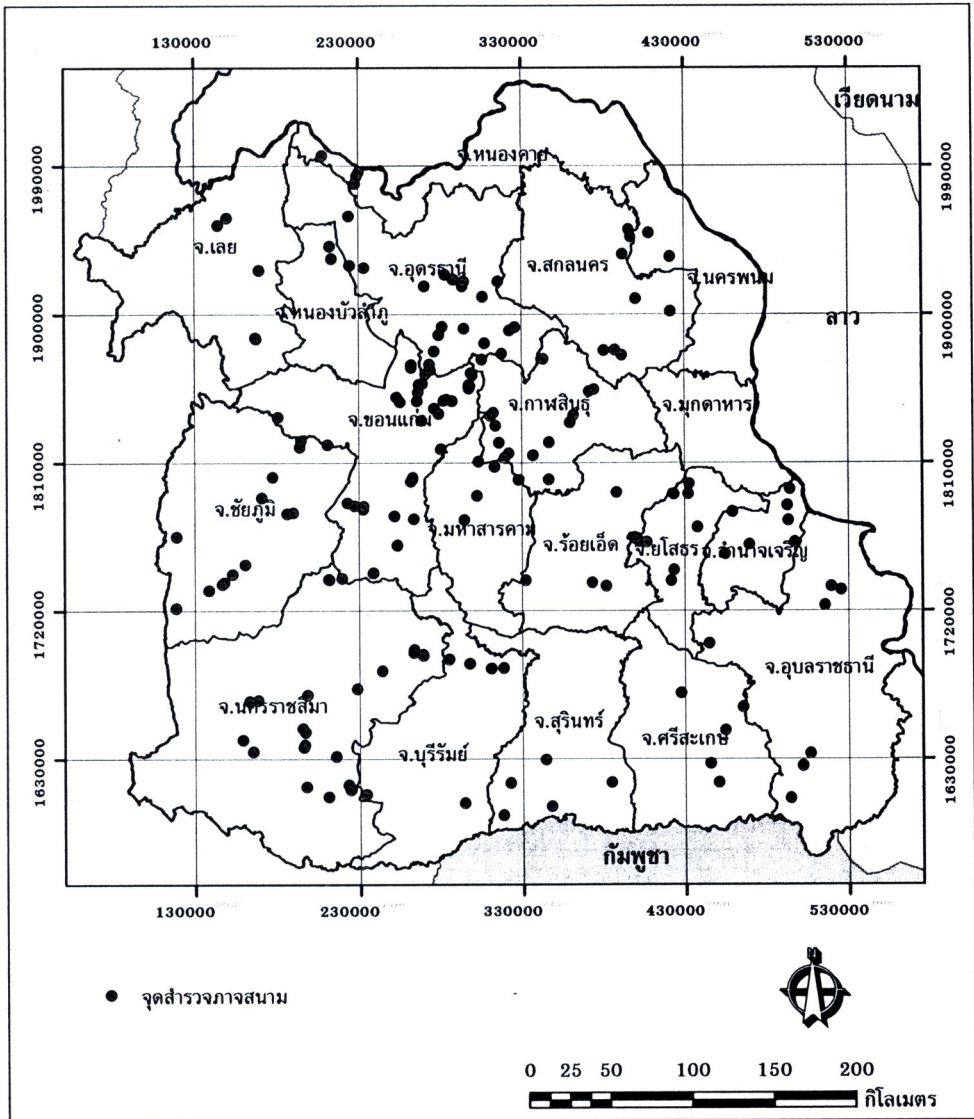 130000 230000 330000 430000 530000
เวียดนาม
จ.หนองคาย
1990000 1990000
จ.เลย
จ.อุดรธานี
จ.สกลนคร
จ.นครพนม
จ.หนองบัวลำภู
ลาว
1900000 1900000
จ.ขอนแก่น
จ.กาฬสินธุ์
จ.มุกดาหาร
1810000 1810000
จ.ชัยภูมิ
จ.มหาสารคาม
จ.ร้อยเอ็ด
จ.ยโสธร
จ.อำนาจเจริญ
1720000 1720000
จ.อุบลราชธานี
จ.นครราชสีมา
จ.สุรินทร์
จ.ศรีสะเกษ
จ.บุรีรัมย์
1630000 1630000
กัมพูชา
130000 230000 330000 430000 530000
จุดสำรวจภาจสนาม
N
0 25 50 100 150 200
กิโลเมตร